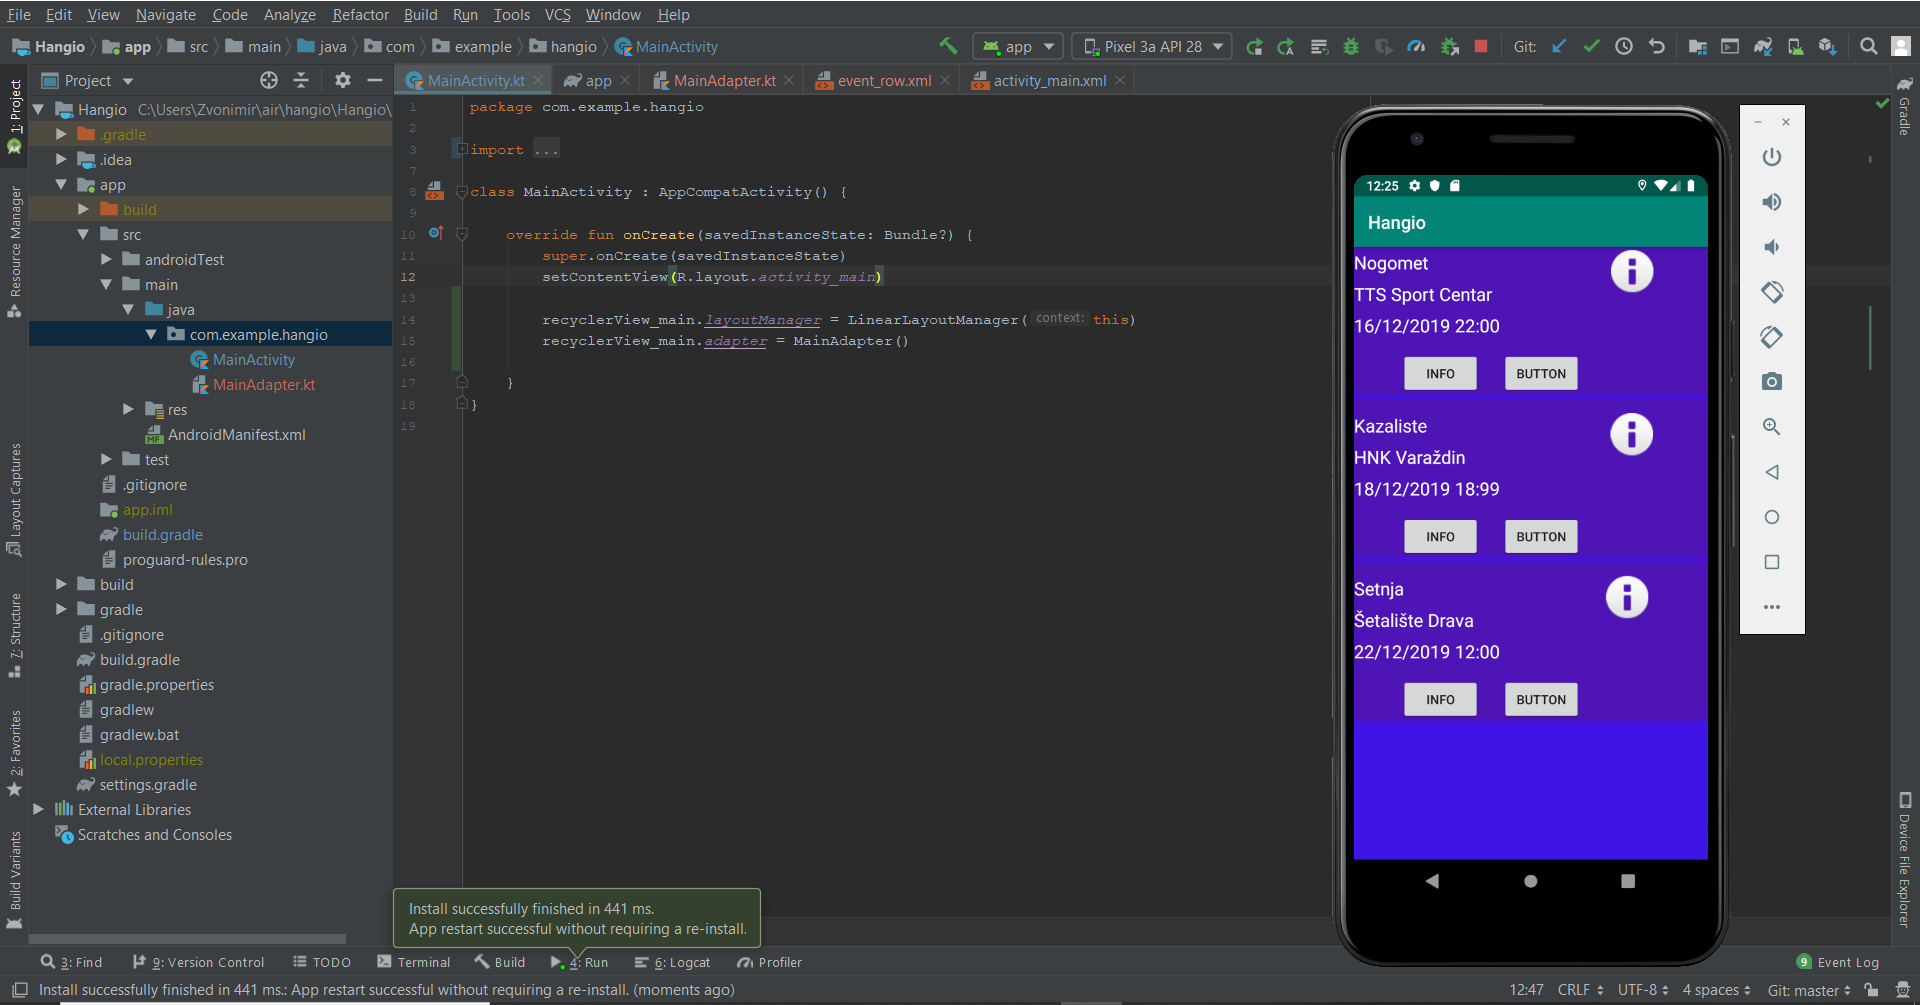 File Edit View Navigate Code Analyze Refactor Build Run Tools VCS Window Help
Hangio app src main java com example hangio MainActivity
app Pixel 3a API 28 Git:
1: Project
Resource Manager
Layout Captures
7: Structure
2: Favorites
Build Variants
Project
Hangio C:\Users\Zvonimir\air\hangio\Hangio\
.gradle
.idea
app
build
src
androidTest
main
java
com.example.hangio
MainActivity
MainAdapter.kt
res
AndroidManifest.xml
test
.gitignore
app.iml
build.gradle
proguard-rules.pro
build
gradle
.gitignore
build.gradle
gradle.properties
gradlew
gradlew.bat
local.properties
settings.gradle
External Libraries
Scratches and Consoles
MainActivity.kt app MainAdapter.kt event_row.xml activity_main.xml
1 package com.example.hangio
2
3 import ...
7
8 class MainActivity : AppCompatActivity() {
9
10 override fun onCreate(savedInstanceState: Bundle?) {
11 super.onCreate(savedInstanceState)
12 setContentView(R.layout.activity_main)
13
14 recyclerView_main.layoutManager = LinearLayoutManager( context: this)
15 recyclerView_main.adapter = MainAdapter()
16
17 }
18 }
19
12:25
Hangio
Nogomet
TTS Sport Centar
16/12/2019 22:00
INFO BUTTON
Kazaliste
HNK Varaždin
18/12/2019 18:99
INFO BUTTON
Setnja
Šetalište Drava
22/12/2019 12:00
INFO BUTTON
Gradle
Device File Explorer
Install successfully finished in 441 ms.
App restart successful without requiring a re-install.
3: Find 9: Version Control TODO Terminal Build 4: Run 6: Logcat Profiler 9 Event Log
Install successfully finished in 441 ms.: App restart successful without requiring a re-install. (moments ago) 12:47 CRLF UTF-8 4 spaces Git: master